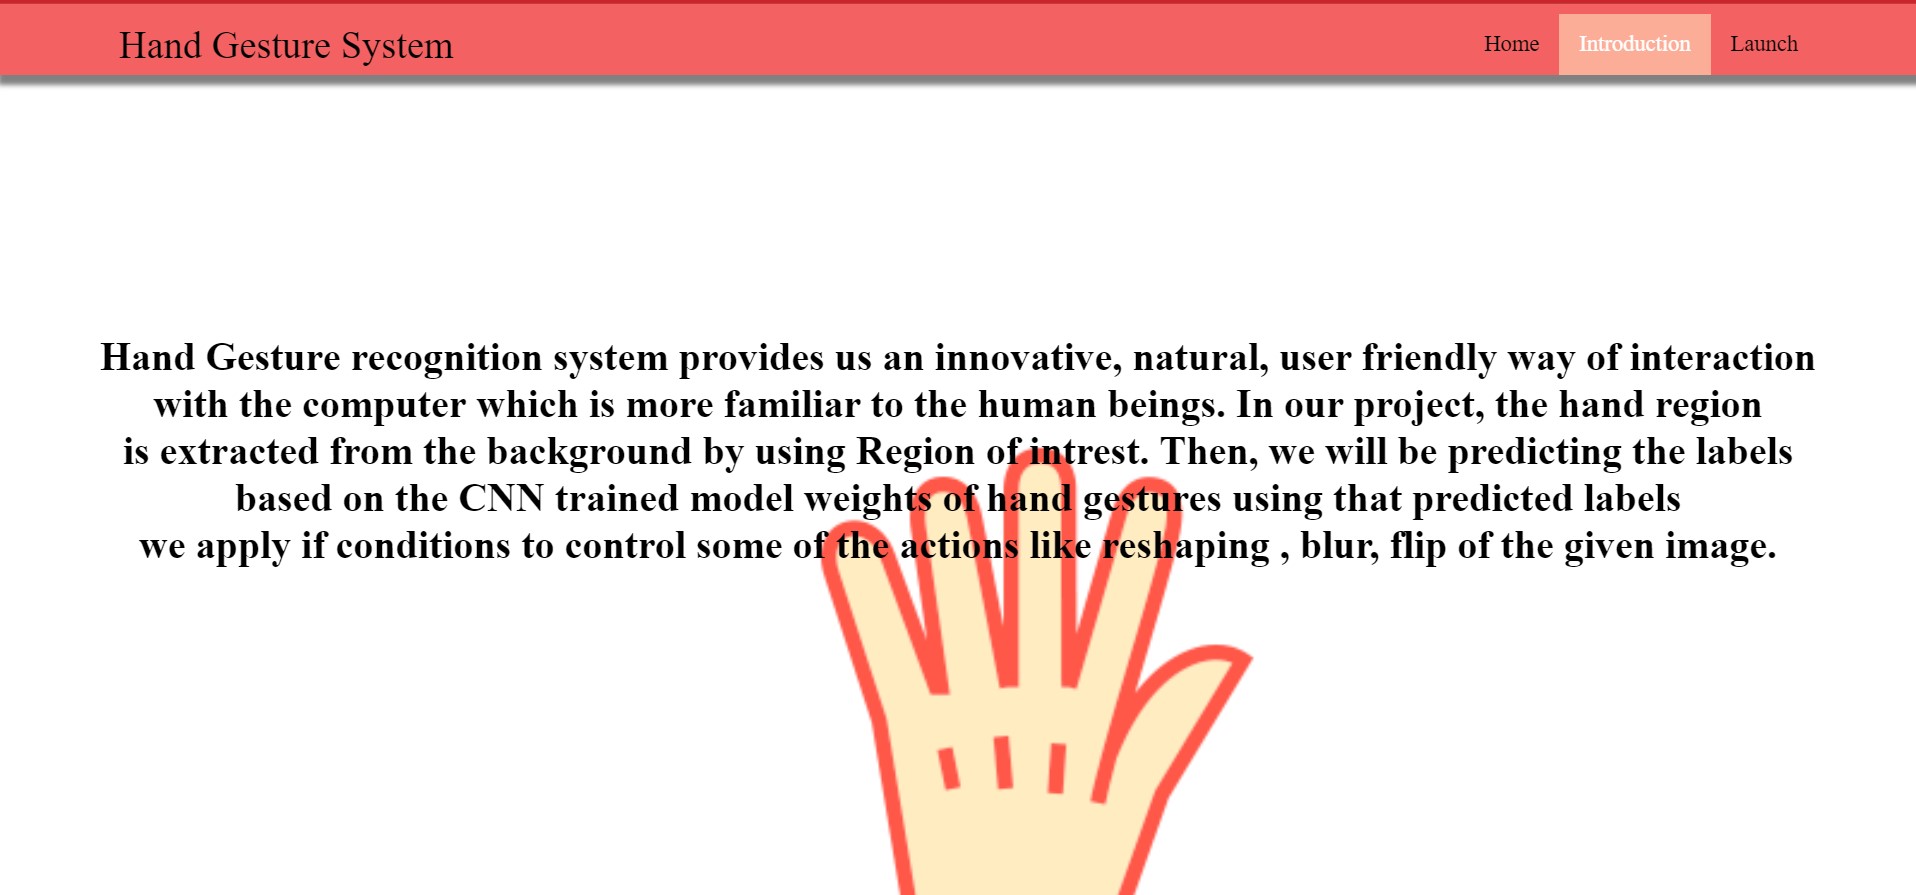 Hand Gesture System
Home Introduction Launch
Hand Gesture recognition system provides us an innovative, natural, user friendly way of interaction
with the computer which is more familiar to the human beings. In our project, the hand region
is extracted from the background by using Region of intrest. Then, we will be predicting the labels
based on the CNN trained model weights of hand gestures using that predicted labels
we apply if conditions to control some of the actions like reshaping , blur, flip of the given image.